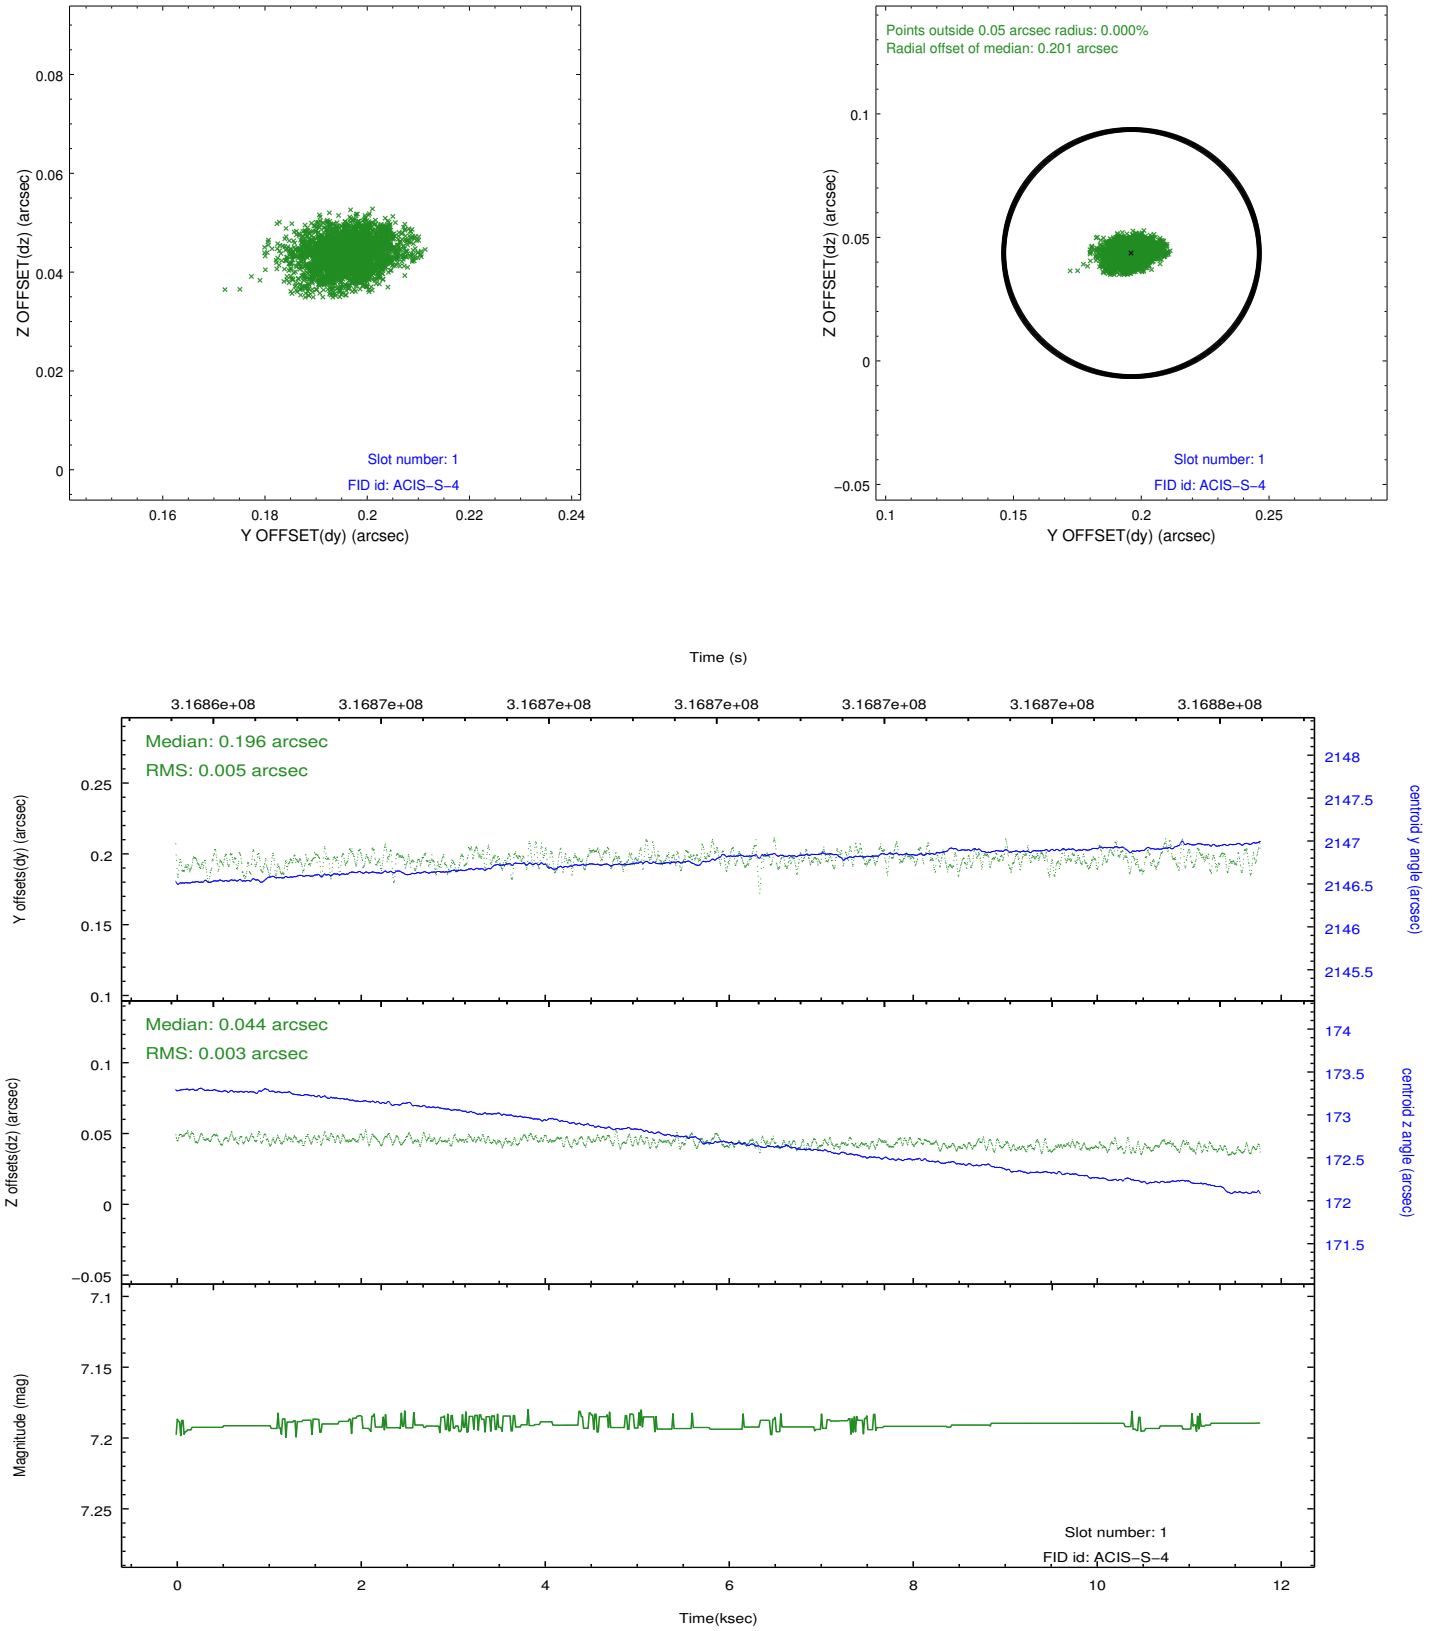 0.08
0.06
0.04
0.02
0
Z OFFSET(dz) (arcsec)
Slot number: 1
FID id: ACIS−S−4
0.16
0.18
0.2
0.22
0.24
Y OFFSET(dy) (arcsec)
Points outside 0.05 arcsec radius: 0.000%
Radial offset of median: 0.201 arcsec
0.1
0.05
0
−0.05
Z OFFSET(dz) (arcsec)
Slot number: 1
FID id: ACIS−S−4
0.1
0.15
0.2
0.25
Y OFFSET(dy) (arcsec)
Time (s)
3.1686e+08
3.1687e+08
3.1687e+08
3.1687e+08
3.1687e+08
3.1687e+08
3.1688e+08
Median: 0.196 arcsec
RMS: 0.005 arcsec
0.25
0.2
0.15
0.1
Y offsets(dy) (arcsec)
2148
2147.5
2147
2146.5
2146
2145.5
centroid y angle (arcsec)
Median: 0.044 arcsec
RMS: 0.003 arcsec
0.1
0.05
0
−0.05
Z offsets(dz) (arcsec)
174
173.5
173
172.5
172
171.5
centroid z angle (arcsec)
7.1
7.15
7.2
7.25
Magnitude (mag)
Slot number: 1
FID id: ACIS−S−4
0
2
4
6
8
10
12
Time(ksec)